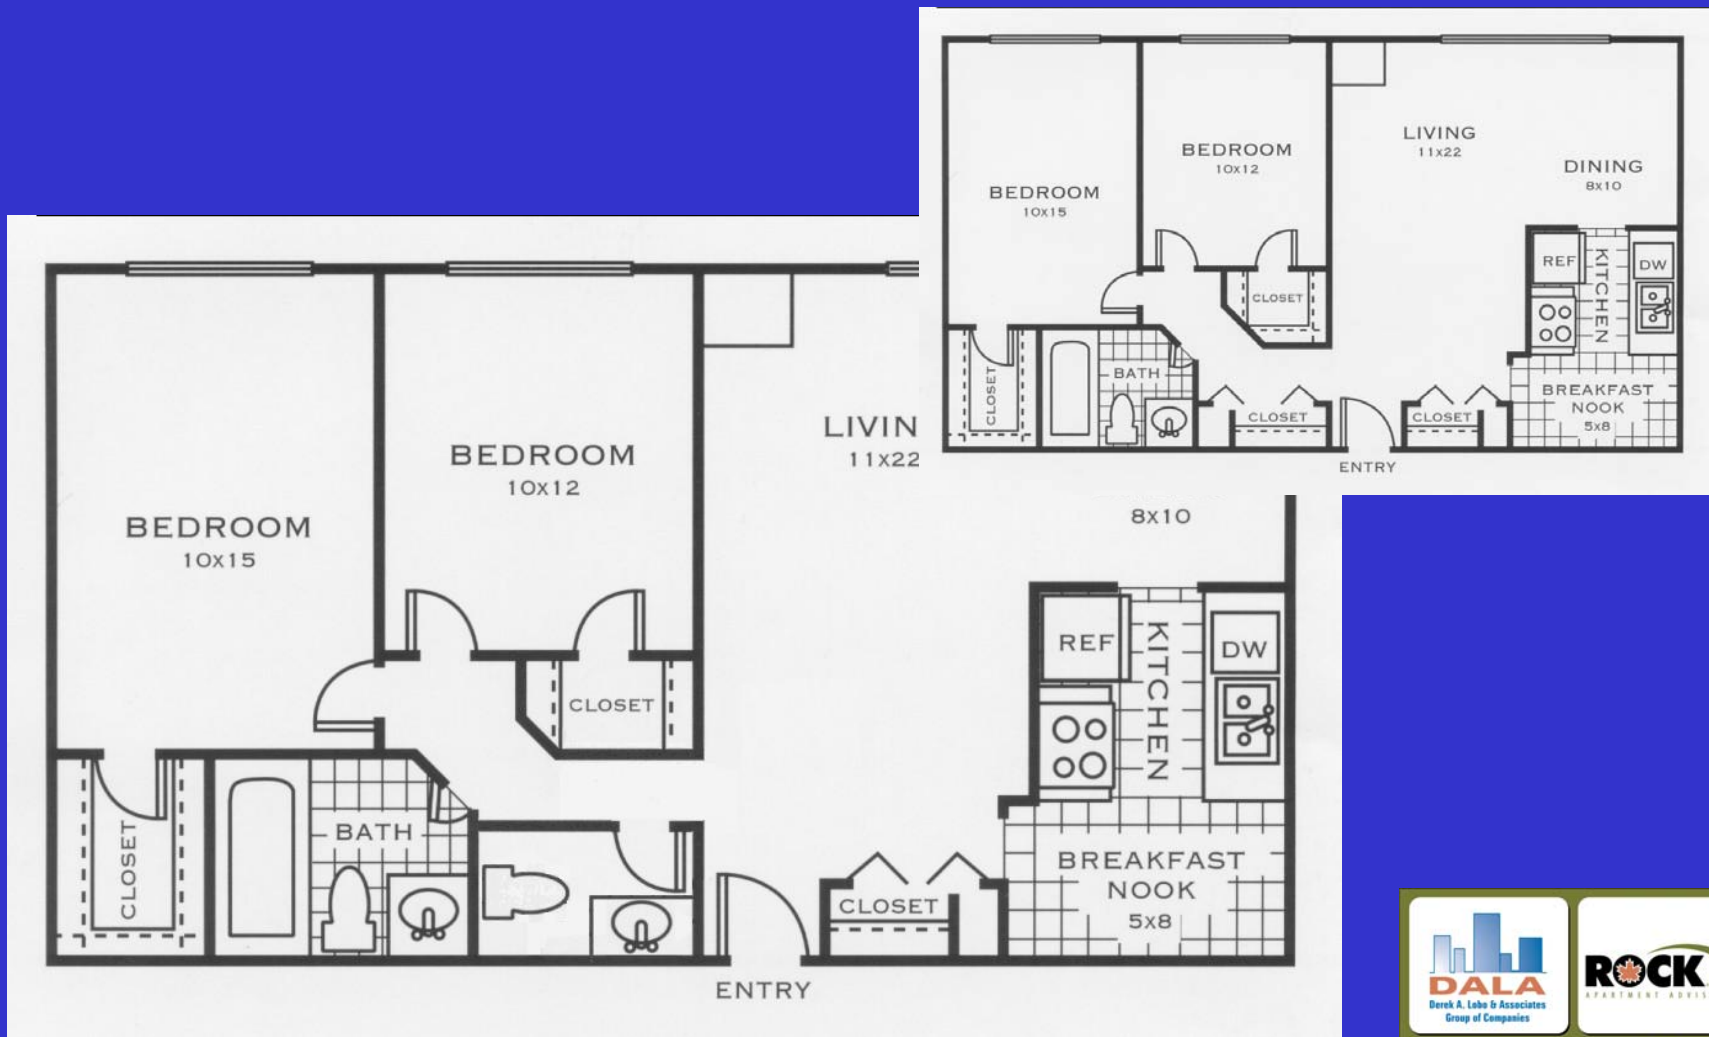 LIVING
11x22
DINING
8x10
BEDROOM
10x12
BEDROOM
10x15
REF
KITCHEN
DW
CLOSET
CLOSET
BATH
CLOSET
CLOSET
BREAKFAST
NOOK
5x8
ENTRY
LIVIN
11x22
BEDROOM
10x12
BEDROOM
10x15
8x10
REF
KITCHEN
DW
CLOSET
CLOSET
BATH
CLOSET
BREAKFAST
NOOK
5x8
ENTRY
DALA
Derek A. Lobo & Associates
Group of Companies
ROCK
APARTMENT ADVIS